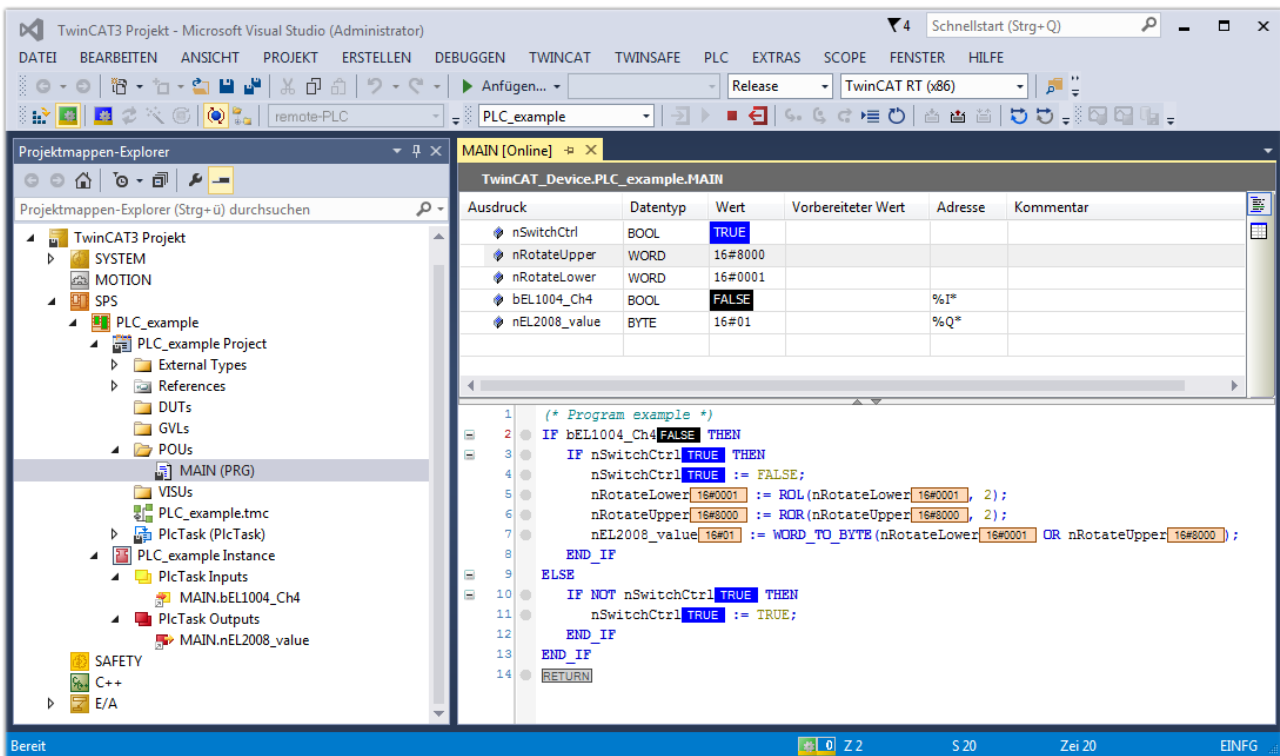 TwinCAT3 Projekt - Microsoft Visual Studio (Administrator) 4 Schnellstart (Strg+Q)
DATEI BEARBEITEN ANSICHT PROJEKT ERSTELLEN DEBUGGEN TWINCAT TWINSAFE PLC EXTRAS SCOPE FENSTER HILFE
Anfügen... Release TwinCAT RT (x86)
remote-PLC PLC_example
Projektmappen-Explorer
Projektmappen-Explorer (Strg+ü) durchsuchen
TwinCAT3 Projekt
SYSTEM
MOTION
SPS
PLC_example
PLC_example Project
External Types
References
DUTs
GVLs
POUs
MAIN (PRG)
VISUs
PLC_example.tmc
PlcTask (PlcTask)
PLC_example Instance
PlcTask Inputs
MAIN.bEL1004_Ch4
PlcTask Outputs
MAIN.nEL2008_value
SAFETY
C++
E/A
MAIN [Online]
TwinCAT_Device.PLC_example.MAIN
Ausdruck Datentyp Wert Vorbereiteter Wert Adresse Kommentar
nSwitchCtrl BOOL TRUE
nRotateUpper WORD 16#8000
nRotateLower WORD 16#0001
bEL1004_Ch4 BOOL FALSE %I*
nEL2008_value BYTE 16#01 %Q*
1 (* Program example *)
2 IF bEL1004_Ch4 FALSE THEN
3 IF nSwitchCtrl TRUE THEN
4 nSwitchCtrl TRUE := FALSE;
5 nRotateLower 16#0001 := ROL(nRotateLower 16#0001 , 2);
6 nRotateUpper 16#8000 := ROR(nRotateUpper 16#8000 , 2);
7 nEL2008_value 16#01 := WORD_TO_BYTE(nRotateLower 16#0001 OR nRotateUpper 16#8000 );
8 END_IF
9 ELSE
10 IF NOT nSwitchCtrl TRUE THEN
11 nSwitchCtrl TRUE := TRUE;
12 END_IF
13 END_IF
14 RETURN
Bereit 0 Z 2 S 20 Zei 20 EINFG